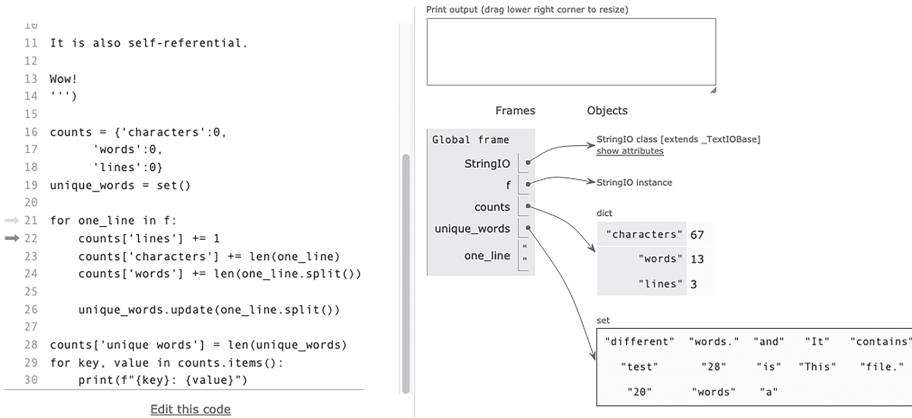 Print output (drag lower right corner to resize)
10
11 It is also self-referential.
12
13 Wow!
14 ''')
15
16 counts = {'characters':0,
17 'words':0,
18 'lines':0}
19 unique_words = set()
20
21 for one_line in f:
22 counts['lines'] += 1
23 counts['characters'] += len(one_line)
24 counts['words'] += len(one_line.split())
25
26 unique_words.update(one_line.split())
27
28 counts['unique words'] = len(unique_words)
29 for key, value in counts.items():
30 print(f"{key}: {value}")
Edit this code
Frames Objects
Global frame
StringIO
f
counts
unique_words
one_line "
"
StringIO class [extends _TextIOBase]
show attributes
StringIO instance
dict
"characters" 67
"words" 13
"lines" 3
set
"different" "words." "and" "It" "contains"
"test" "28" "is" "This" "file."
"20" "words" "a"